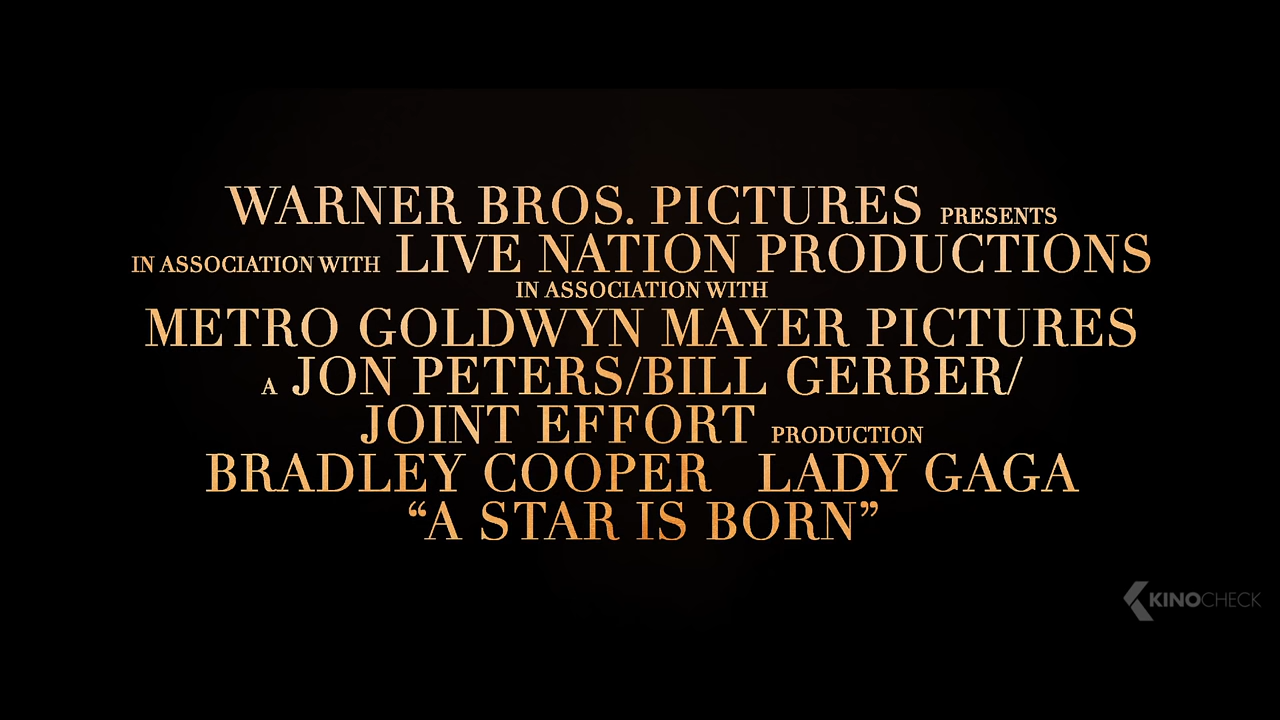 WARNER BROS. PICTURES PRESENTS
IN ASSOCIATION WITH LIVE NATION PRODUCTIONS
IN ASSOCIATION WITH
METRO GOLDWYN MAYER PICTURES
A JON PETERS/BILL GERBER/
JOINT EFFORT PRODUCTION
BRADLEY COOPER LADY GAGA
“A STAR IS BORN”
KINOCHECK